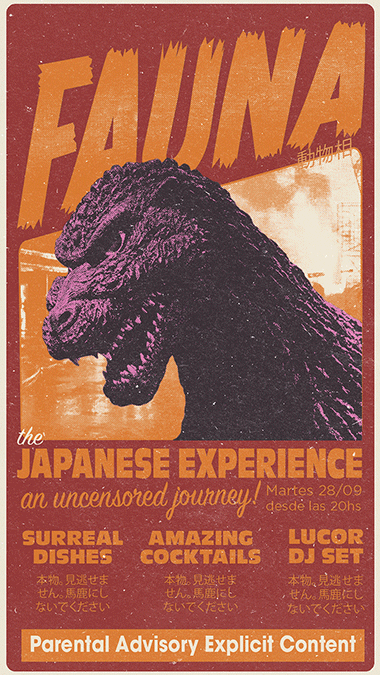 FAUNA
動物相
the
JAPANESE EXPERIENCE
an uncensored journey!
Martes 28/09
desde las 20hs
SURREAL
DISHES
本物。見逃せま
せん。馬鹿にし
ないでください
AMAZING
COCKTAILS
本物。見逃せま
せん。馬鹿にし
ないでください
LUCOR
DJ SET
本物。見逃せま
せん。馬鹿にし
ないでください
Parental Advisory Explicit Content